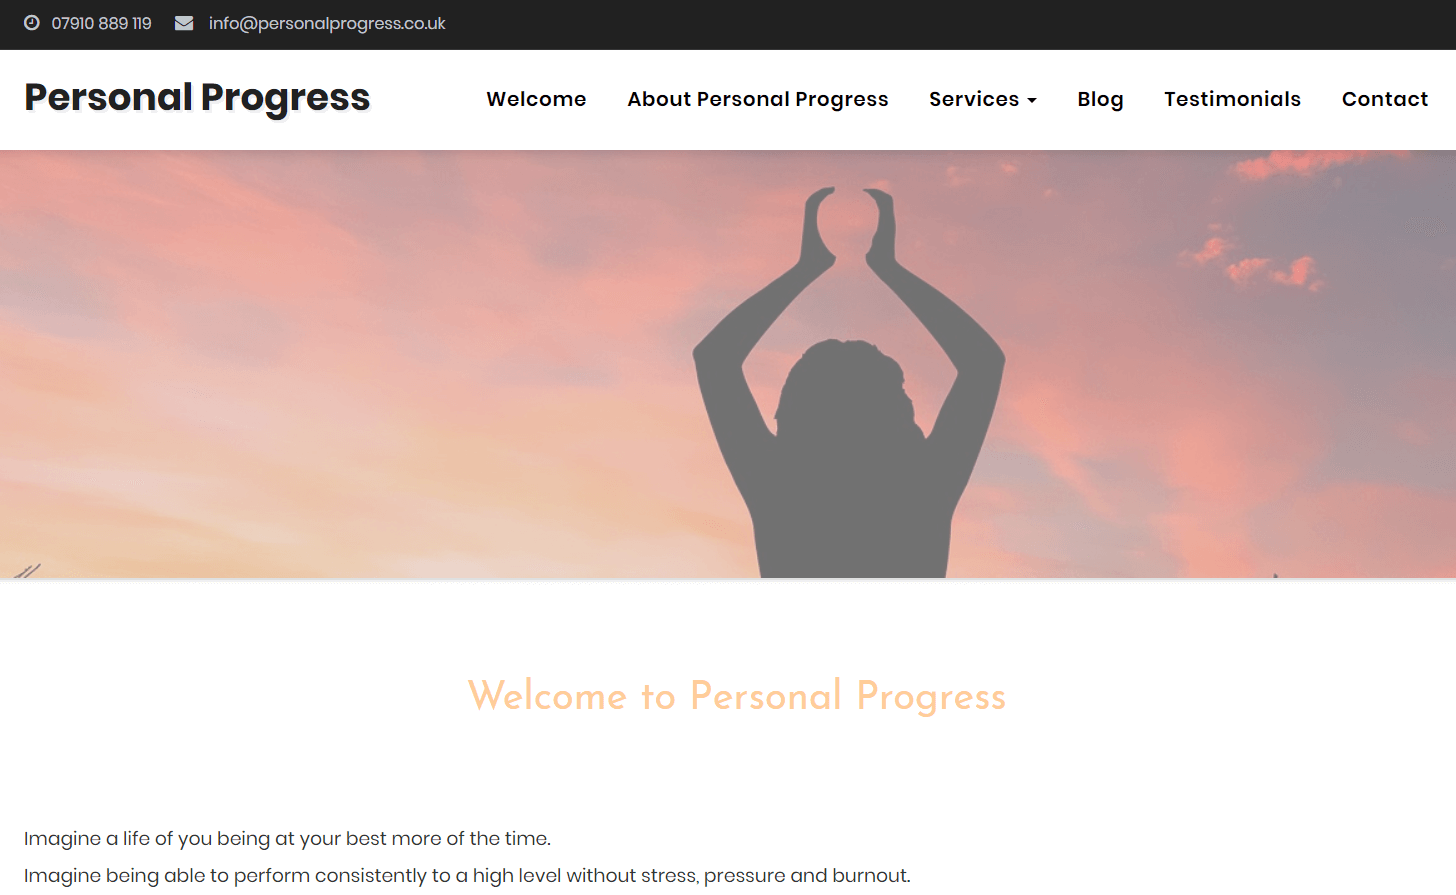 07910 889 119 info@personalprogress.co.uk
Personal Progress Welcome About Personal Progress Services Blog Testimonials Contact
Welcome to Personal Progress
Imagine a life of you being at your best more of the time.
Imagine being able to perform consistently to a high level without stress, pressure and burnout.